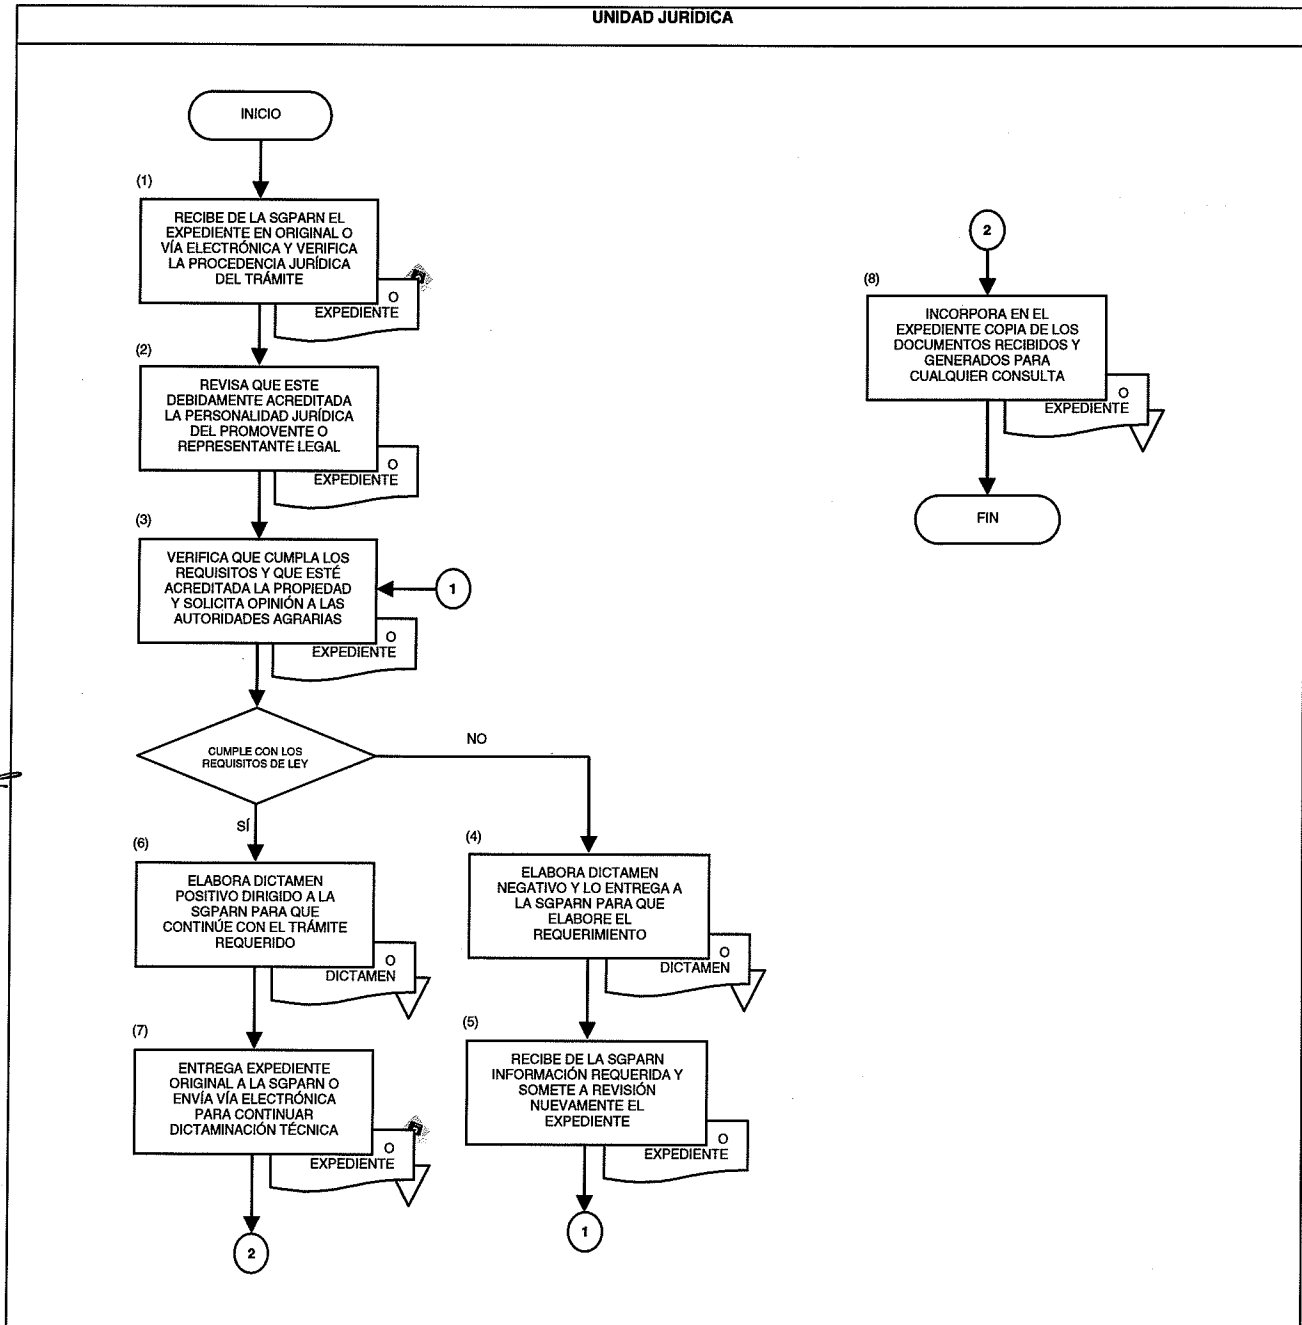 UNIDAD JURÍDICA
INICIO
(1)
RECIBE DE LA SGPARN EL
EXPEDIENTE EN ORIGINAL O
VÍA ELECTRÓNICA Y VERIFICA
LA PROCEDENCIA JURÍDICA
DEL TRÁMITE
O
EXPEDIENTE
(2)
REVISA QUE ESTE
DEBIDAMENTE ACREDITADA
LA PERSONALIDAD JURÍDICA
DEL PROMOVENTE O
REPRESENTANTE LEGAL
O
EXPEDIENTE
(3)
VERIFICA QUE CUMPLA LOS
REQUISITOS Y QUE ESTÉ
ACREDITADA LA PROPIEDAD
Y SOLICITA OPINIÓN A LAS
AUTORIDADES AGRARIAS
1
O
EXPEDIENTE
CUMPLE CON LOS
REQUISITOS DE LEY
NO
SÍ
(6)
ELABORA DICTAMEN
POSITIVO DIRIGIDO A LA
SGPARN PARA QUE
CONTINÚE CON EL TRÁMITE
REQUERIDO
O
DICTAMEN
(7)
ENTREGA EXPEDIENTE
ORIGINAL A LA SGPARN O
ENVÍA VÍA ELECTRÓNICA
PARA CONTINUAR
DICTAMINACIÓN TÉCNICA
O
EXPEDIENTE
2
(4)
ELABORA DICTAMEN
NEGATIVO Y LO ENTREGA A
LA SGPARN PARA QUE
ELABORE EL
REQUERIMIENTO
O
DICTAMEN
(5)
RECIBE DE LA SGPARN
INFORMACIÓN REQUERIDA Y
SOMETE A REVISIÓN
NUEVAMENTE EL
EXPEDIENTE
O
EXPEDIENTE
1
2
(8)
INCORPORA EN EL
EXPEDIENTE COPIA DE LOS
DOCUMENTOS RECIBIDOS Y
GENERADOS PARA
CUALQUIER CONSULTA
O
EXPEDIENTE
FIN